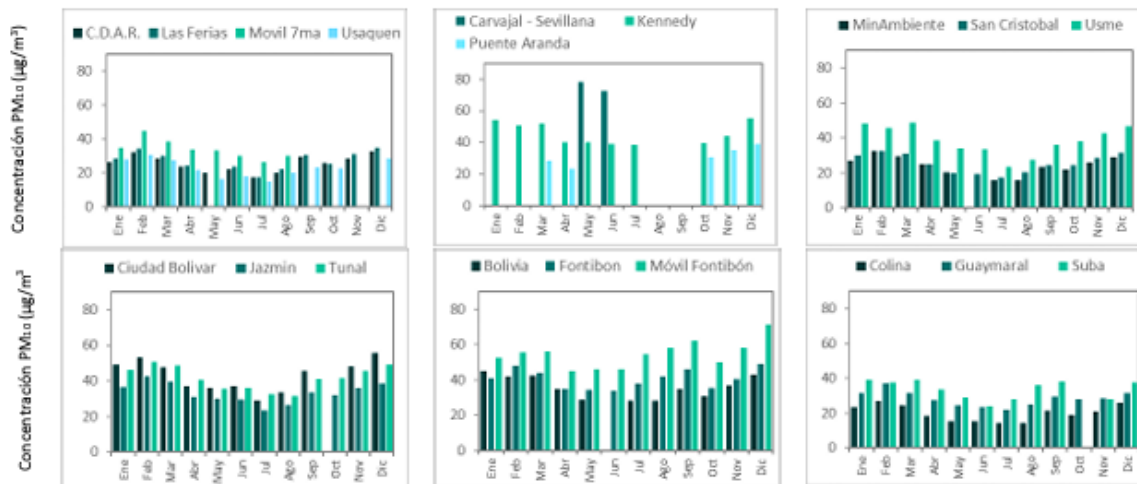 Concentración PM₁₀ (µg/m³)
C.D.A.R. Las Ferias Movil 7ma Usaquen
80
60
40
20
0
Ene Feb Mar Abr May Jun Jul Ago Sep Oct Nov Dic
Carvajal - Sevillana Kennedy
Puente Aranda
80
60
40
20
0
Ene Feb Mar Abr May Jun Jul Ago Sep Oct Nov Dic
MinAmbiente San Cristobal Usme
80
60
40
20
0
Ene Feb Mar Abr May Jun Jul Ago Sep Oct Nov Dic
Concentración PM₁₀ (µg/m³
Ciudad Bolivar Jazmin Tunal
80
60
40
20
0
Ene Feb Mar Abr May Jun Jul Ago Sep Oct Nov Dic
Bolivia Fontibon Móvil Fontibón
80
60
40
20
0
Ene Feb Mar Abr May Jun Jul Ago Sep Oct Nov Dic
Colina Guaymaral Suba
80
60
40
20
0
Ene Feb Mar Abr May Jun Jul Ago Sep Oct Nov Dic